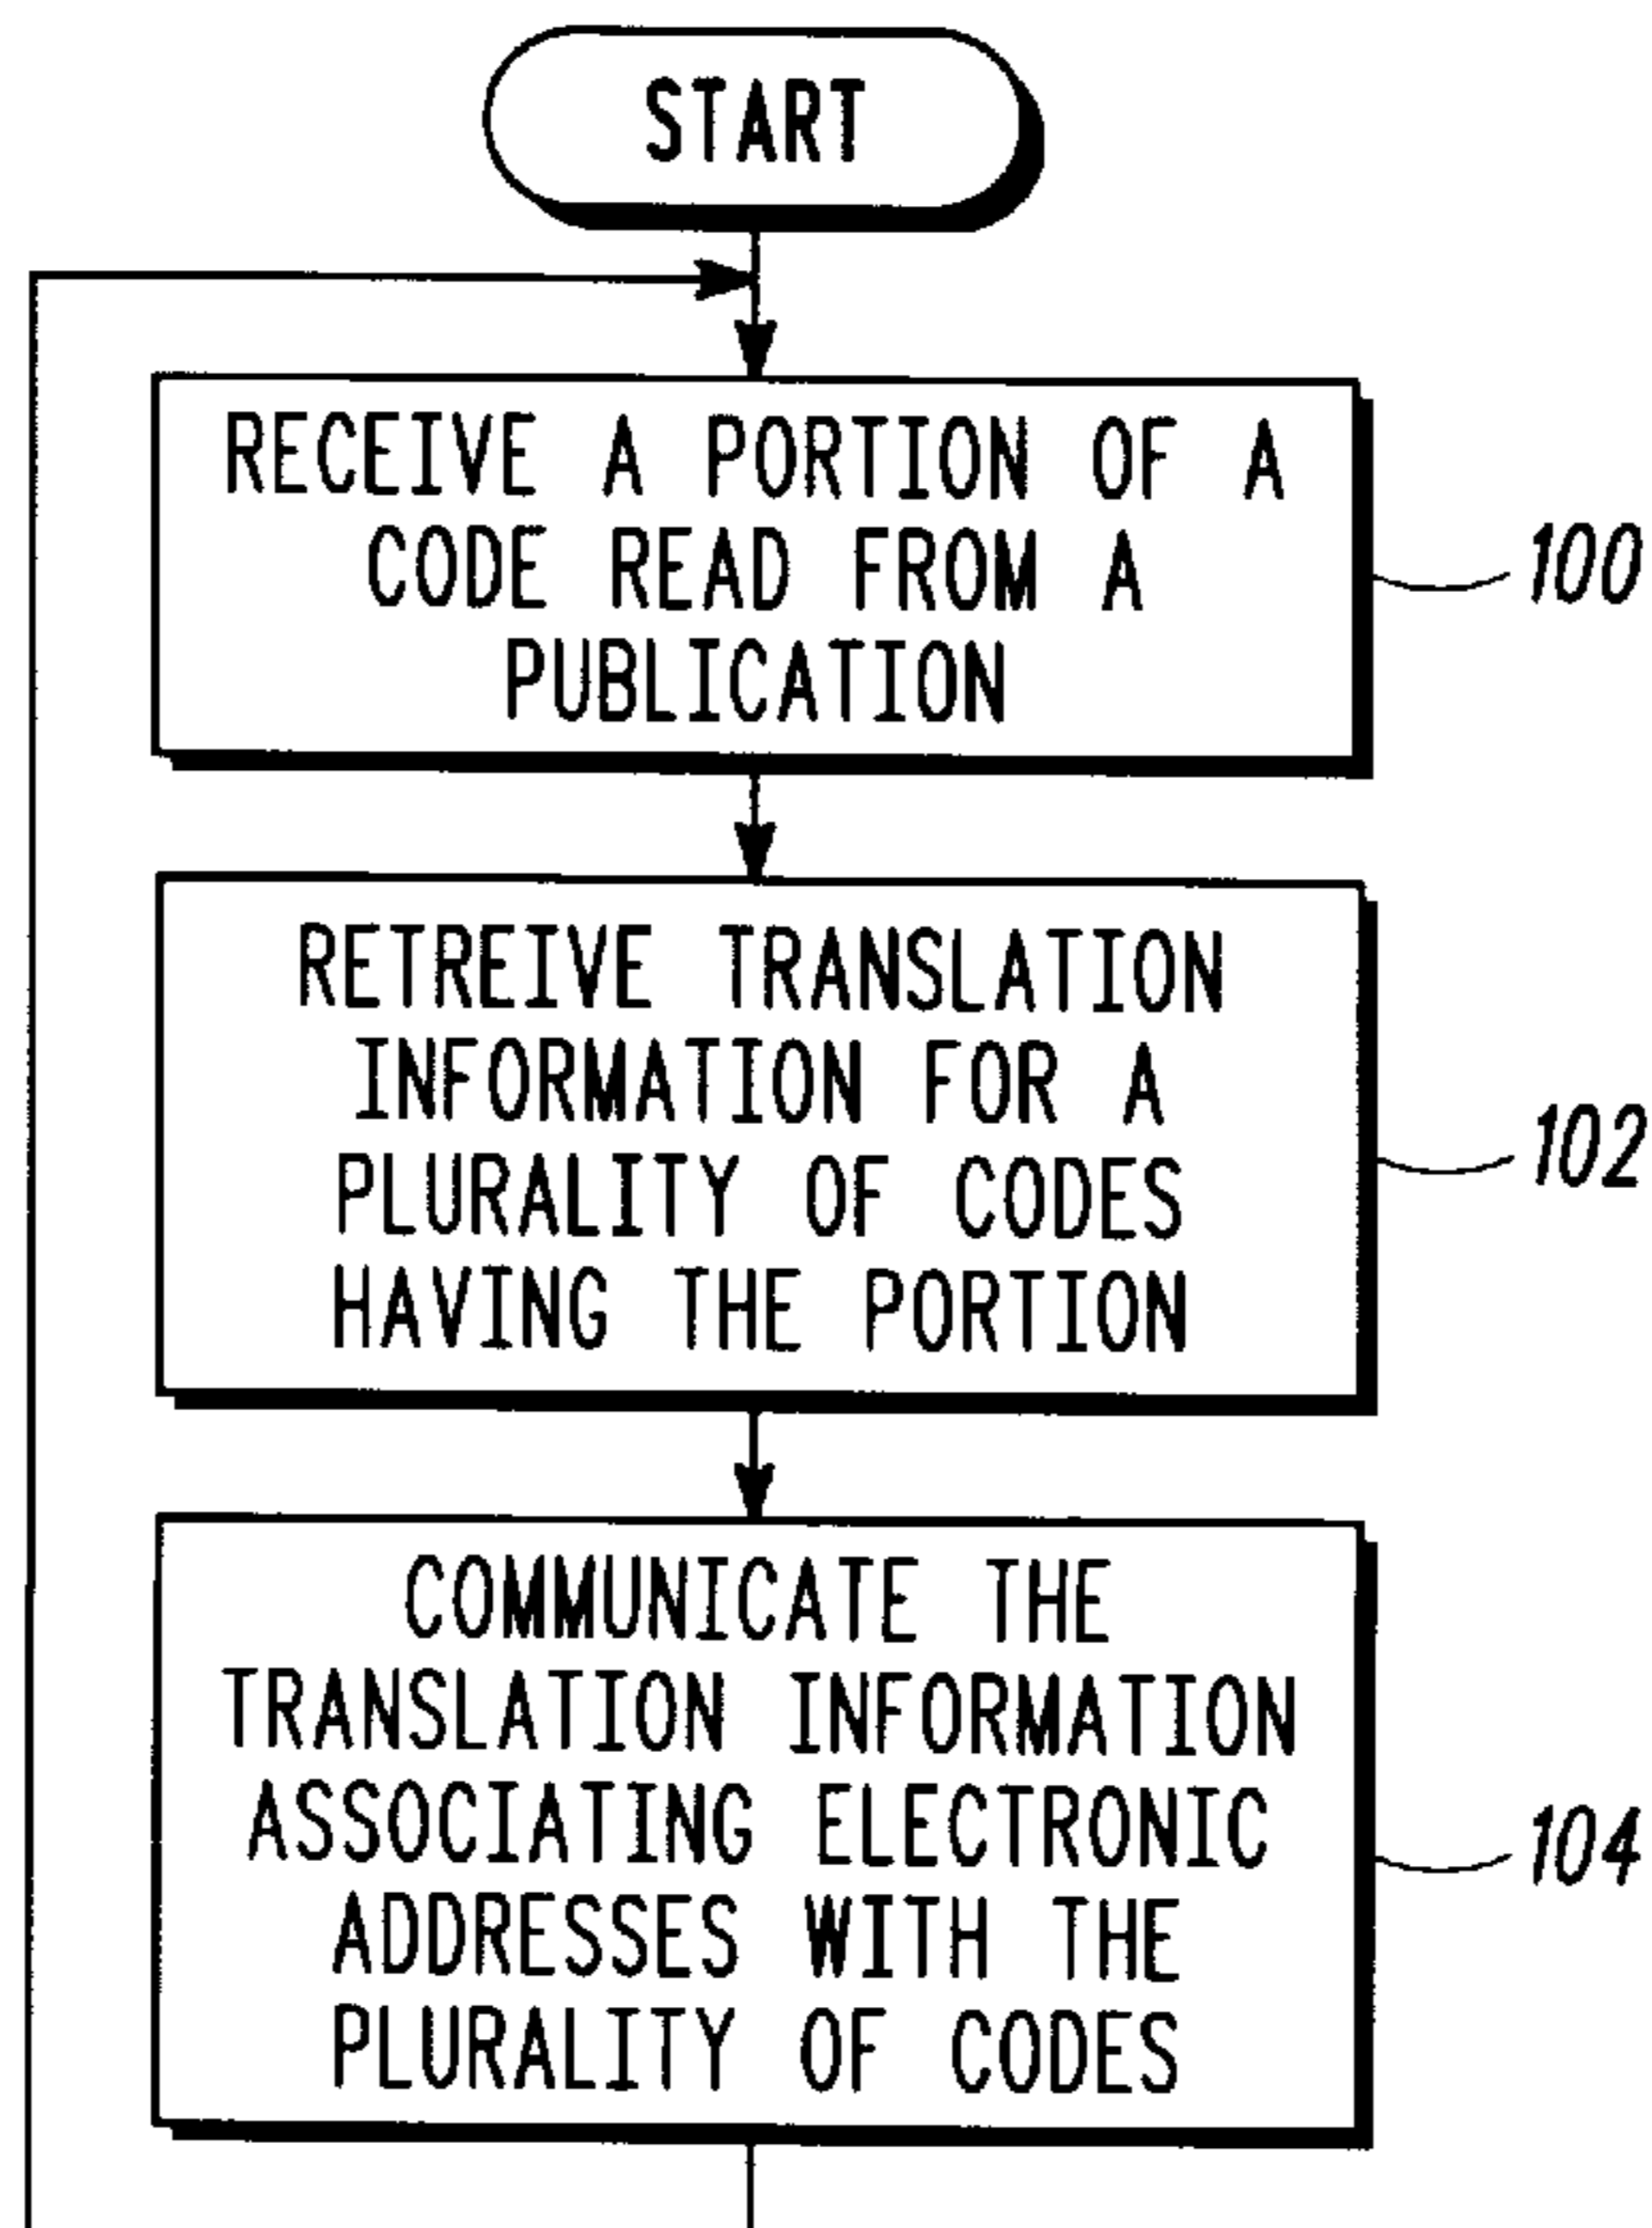 START
RECEIVE A PORTION OF A
CODE READ FROM A
PUBLICATION
100
RETREIVE TRANSLATION
INFORMATION FOR A
PLURALITY OF CODES
HAVING THE PORTION
102
COMMUNICATE THE
TRANSLATION INFORMATION
ASSOCIATING ELECTRONIC
ADDRESSES WITH THE
PLURALITY OF CODES
104